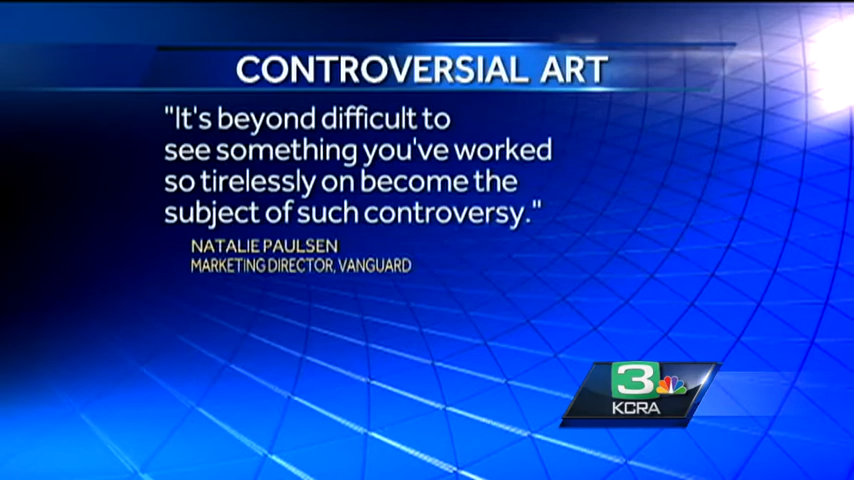 CONTROVERSIAL ART
"It's beyond difficult to
see something you've worked
so tirelessly on become the
subject of such controversy."
NATALIE PAULSEN
MARKETING DIRECTOR, VANGUARD
3
KCRA